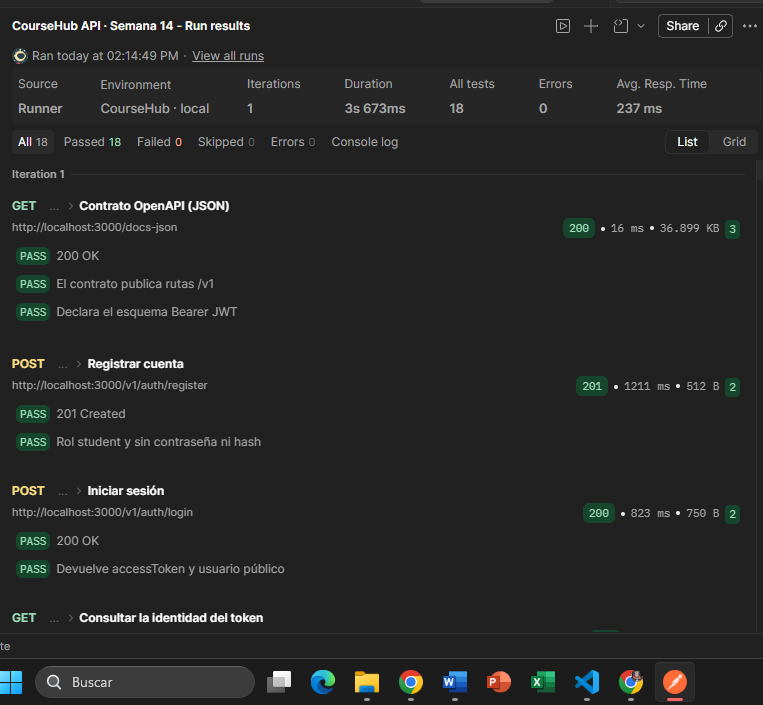 CourseHub API · Semana 14 - Run results
Share
Ran today at 02:14:49 PM · View all runs
Source Environment Iterations Duration All tests Errors Avg. Resp. Time
Runner CourseHub · local 1 3s 673ms 18 0 237 ms
All 18 Passed 18 Failed 0 Skipped 0 Errors 0 Console log List Grid
Iteration 1
GET ... > Contrato OpenAPI (JSON)
http://localhost:3000/docs-json 200 • 16 ms • 36.899 KB 3
PASS 200 OK
PASS El contrato publica rutas /v1
PASS Declara el esquema Bearer JWT
POST ... > Registrar cuenta
http://localhost:3000/v1/auth/register 201 • 1211 ms • 512 B 2
PASS 201 Created
PASS Rol student y sin contraseña ni hash
POST ... > Iniciar sesión
http://localhost:3000/v1/auth/login 200 • 823 ms • 750 B 2
PASS 200 OK
PASS Devuelve accessToken y usuario público
GET ... > Consultar la identidad del token
te
Buscar